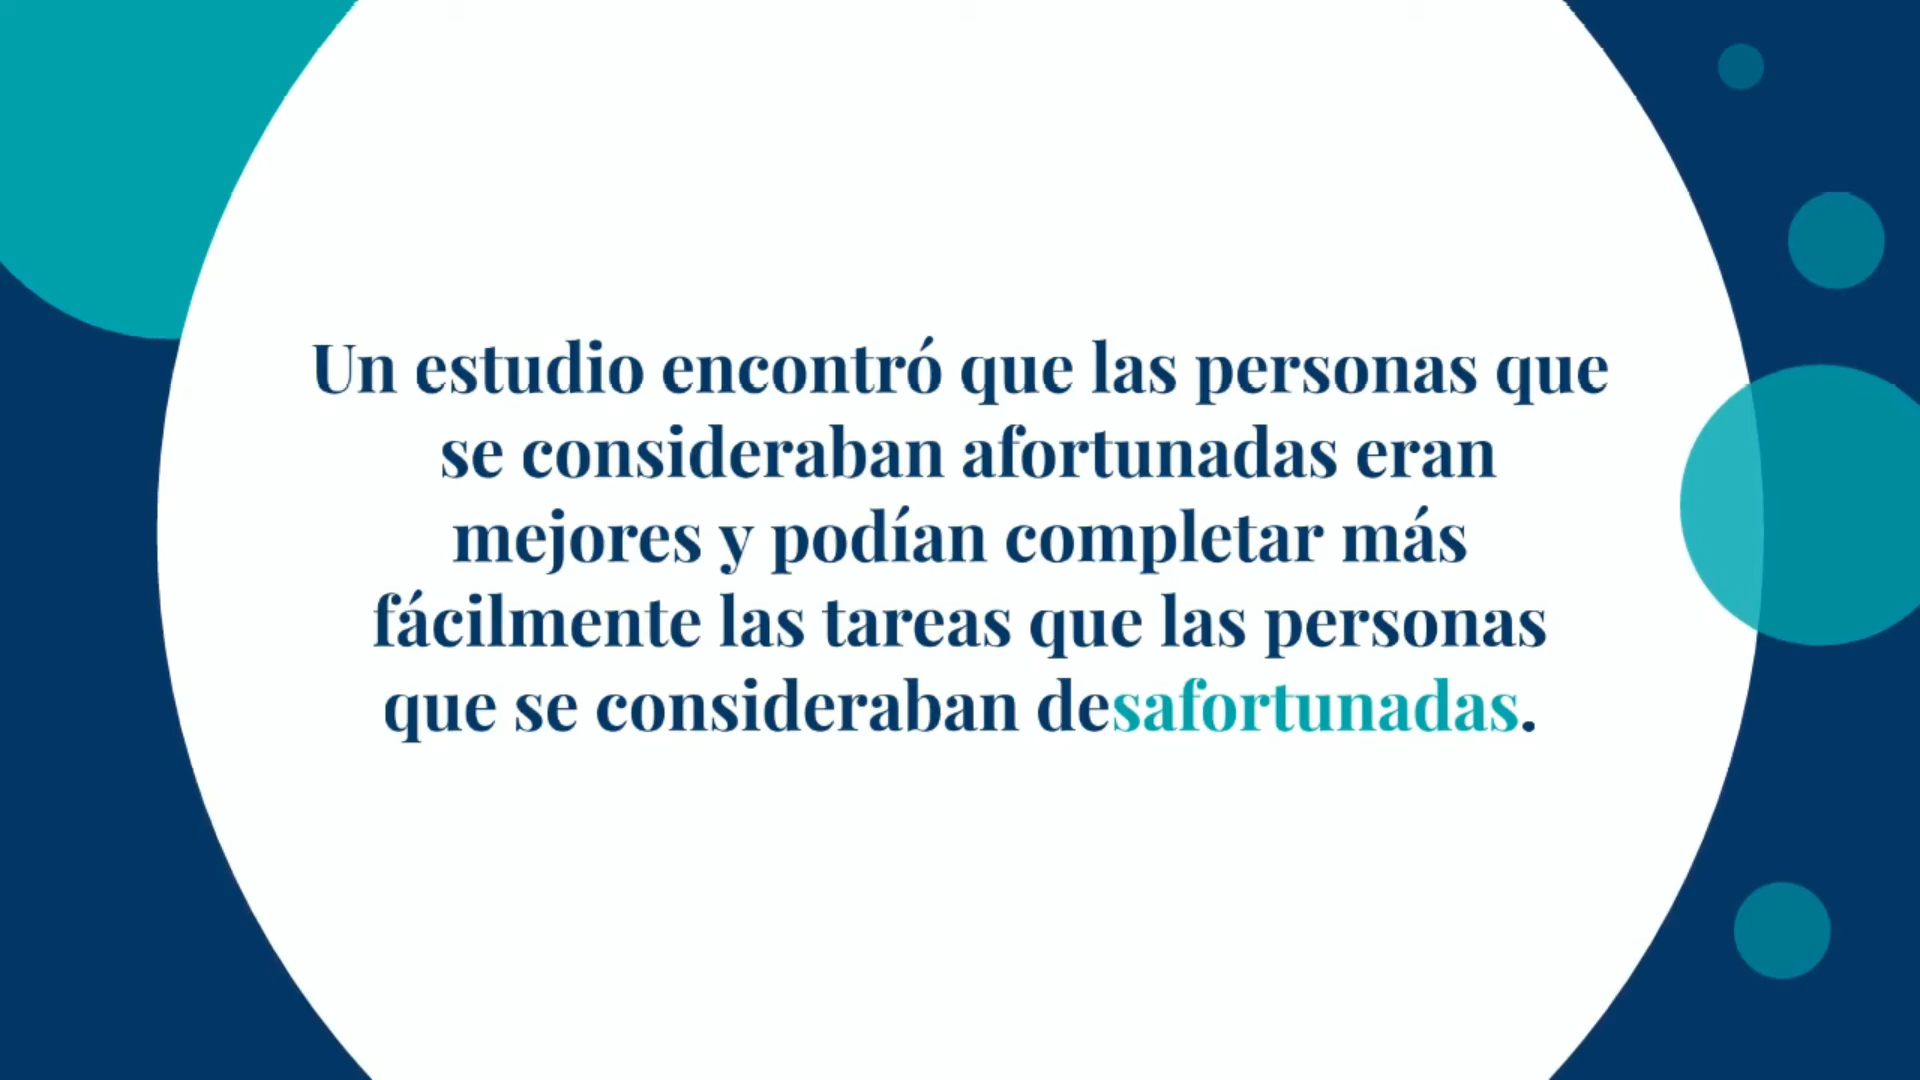 Un estudio encontró que las personas que
se consideraban afortunadas eran
mejores y podían completar más
fácilmente las tareas que las personas
que se consideraban desafortunadas.